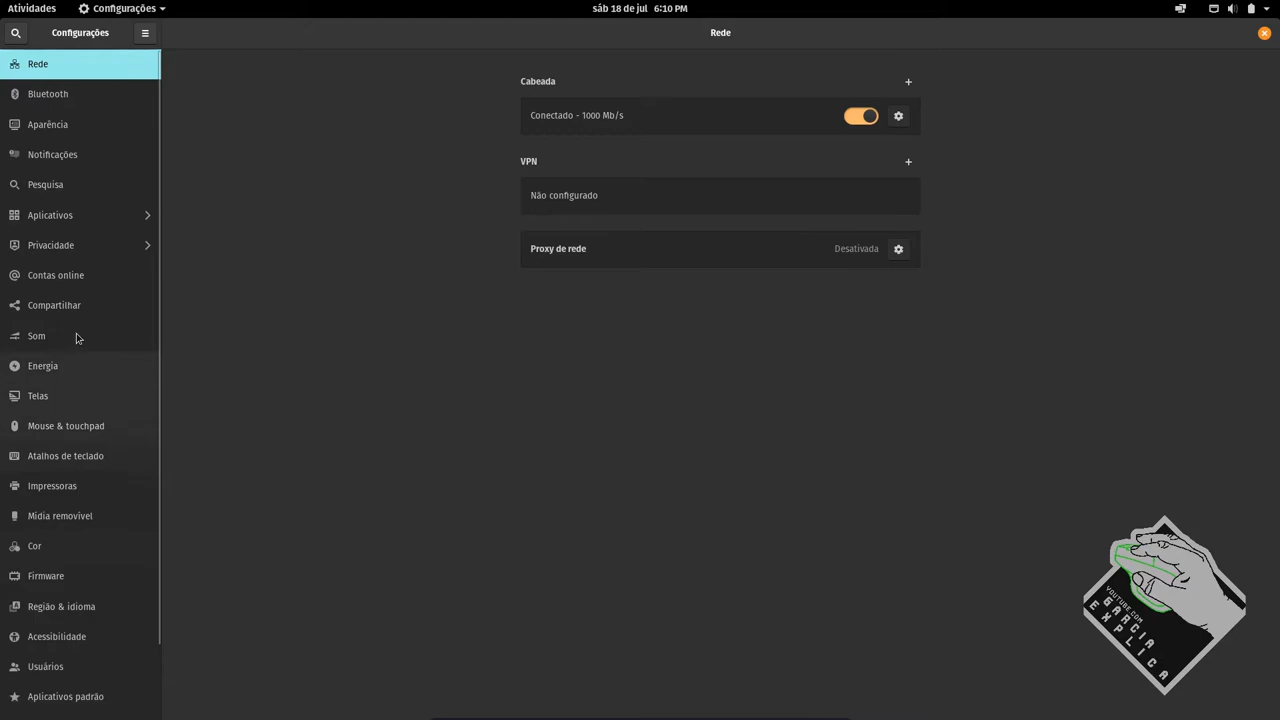 Atividades
Configurações
sáb 18 de jul 6:10 PM
Configurações
Rede
Rede
Bluetooth
Aparência
Notificações
Pesquisa
Aplicativos
Privacidade
Contas online
Compartilhar
Som
Energia
Telas
Mouse & touchpad
Atalhos de teclado
Impressoras
Mídia removível
Cor
Firmware
Região & idioma
Acessibilidade
Usuários
Aplicativos padrão
Cabeada
Conectado - 1000 Mb/s
VPN
Não configurado
Proxy de rede
Desativada
YOUTUBE.COM
GARCIA
EXPLICA